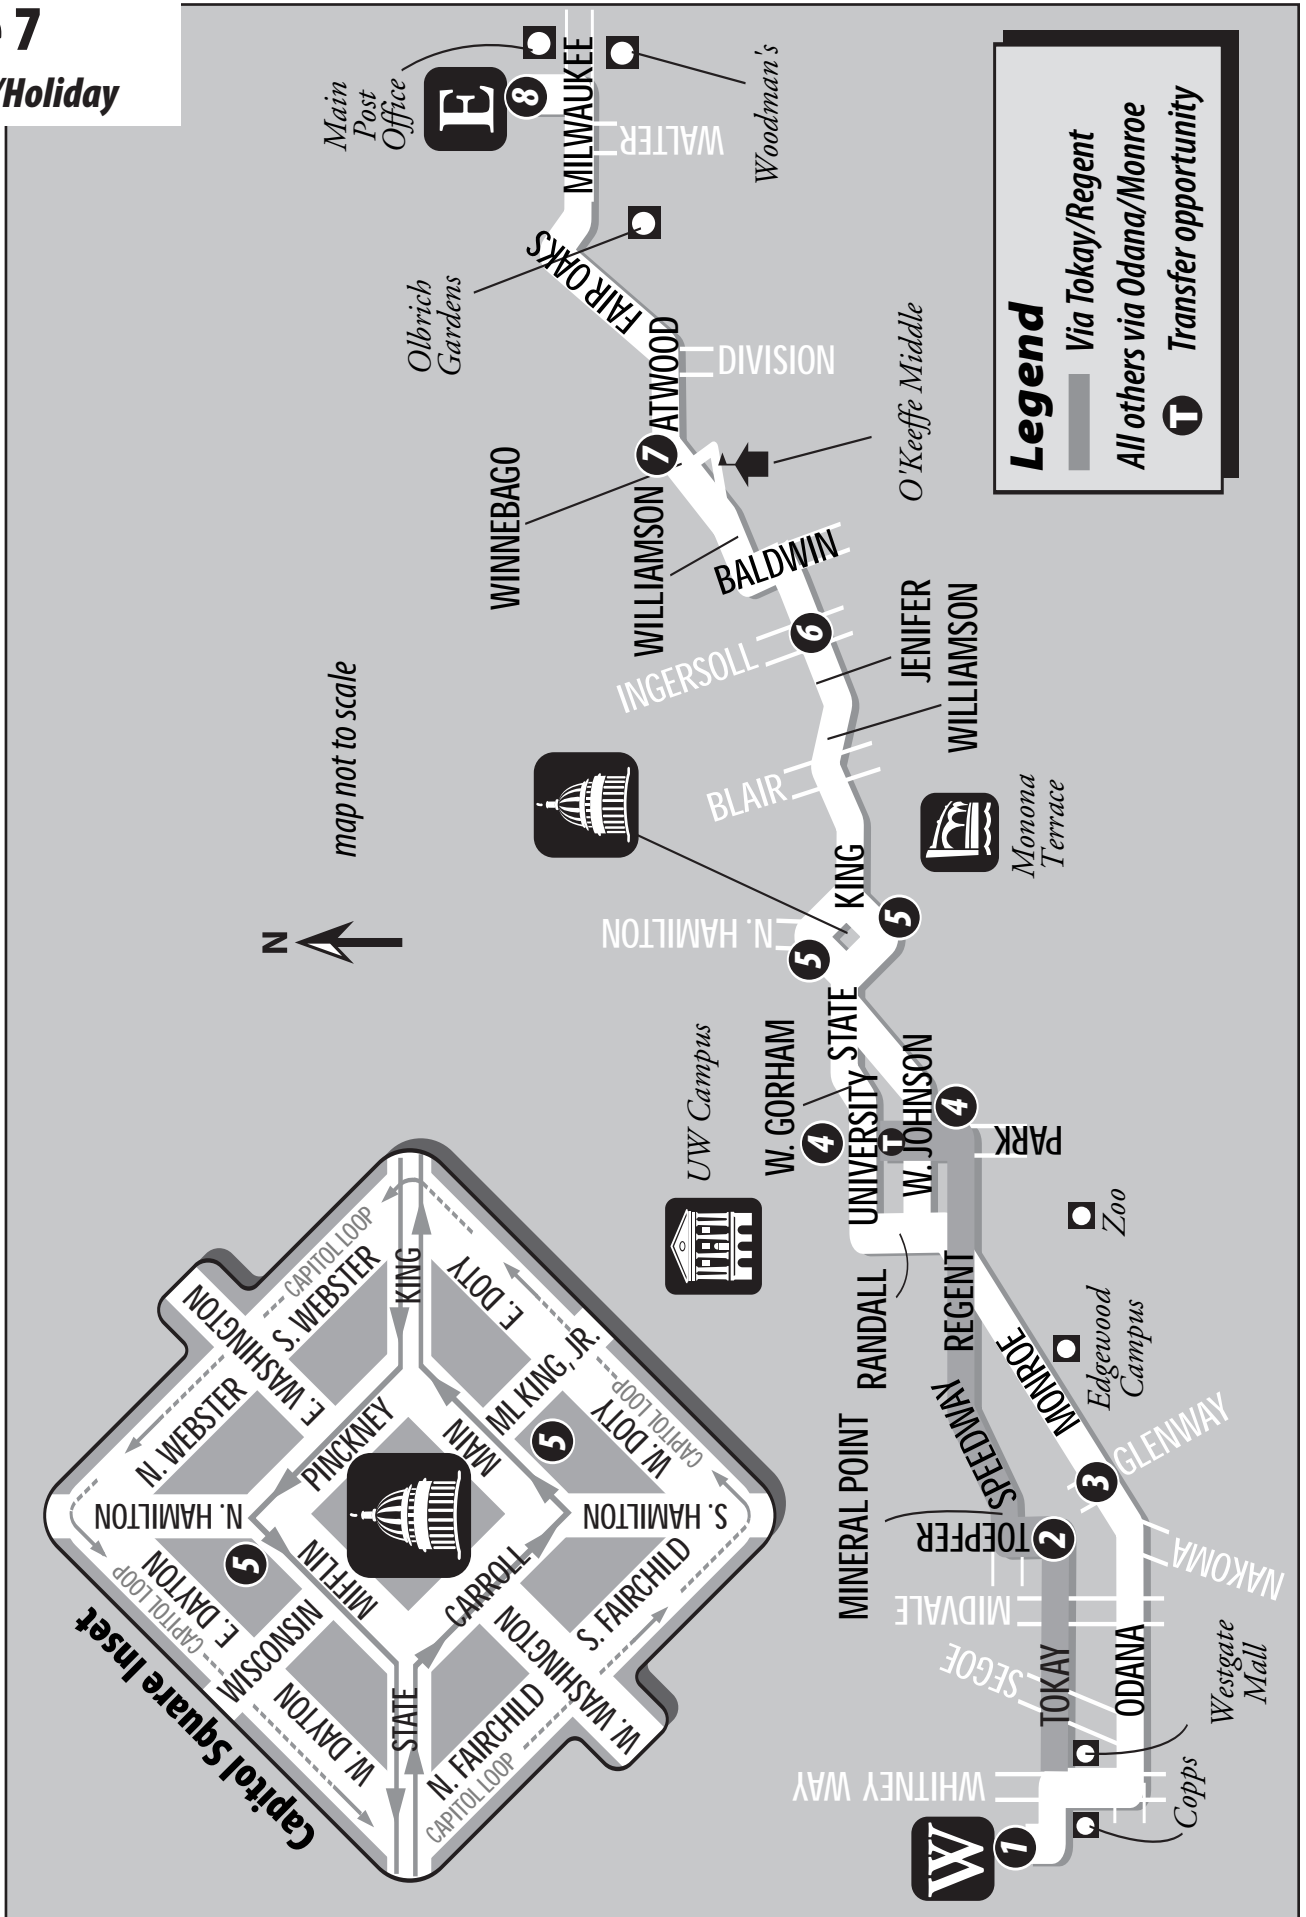 7
/Holiday
Capitol Square Inset
CAPITOL LOOP
CAPITOL LOOP
CAPITOL LOOP
CAPITOL LOOP
N. WEBSTER
S. WEBSTER
E. WASHINGTON
N. HAMILTON
E. DAYTON
WISCONSIN
W. DAYTON
STATE
N. FAIRCHILD
W. WASHINGTON
S. FAIRCHILD
S. HAMILTON
CARROLL
MIFFLIN
PINCKNEY
MAIN
KING
E. DOTY
ML KING, JR.
W. DOTY
5
5
N
map not to scale
W
1
Copps
WHITNEY WAY
Westgate
Mall
SEGOE
TOKAY
ODANA
MIDVALE
NAKOMA
TOEPFER
2
MINERAL POINT
SPEEDWAY
3
GLENWAY
MONROE
Edgewood
Campus
REGENT
RANDALL
Zoo
UW Campus
UNIVERSITY
W. JOHNSON
PARK
T
4
4
W. GORHAM
STATE
5
5
N. HAMILTON
KING
Monona
Terrace
BLAIR
WILLIAMSON
JENIFER
INGERSOLL
6
BALDWIN
WILLIAMSON
WINNEBAGO
7
O'Keeffe Middle
ATWOOD
DIVISION
FAIR OAKS
Olbrich
Gardens
MILWAUKEE
WALTER
E
8
Main
Post
Office
Woodman's
Legend
Via Tokay/Regent
All others via Odana/Monroe
T
Transfer opportunity